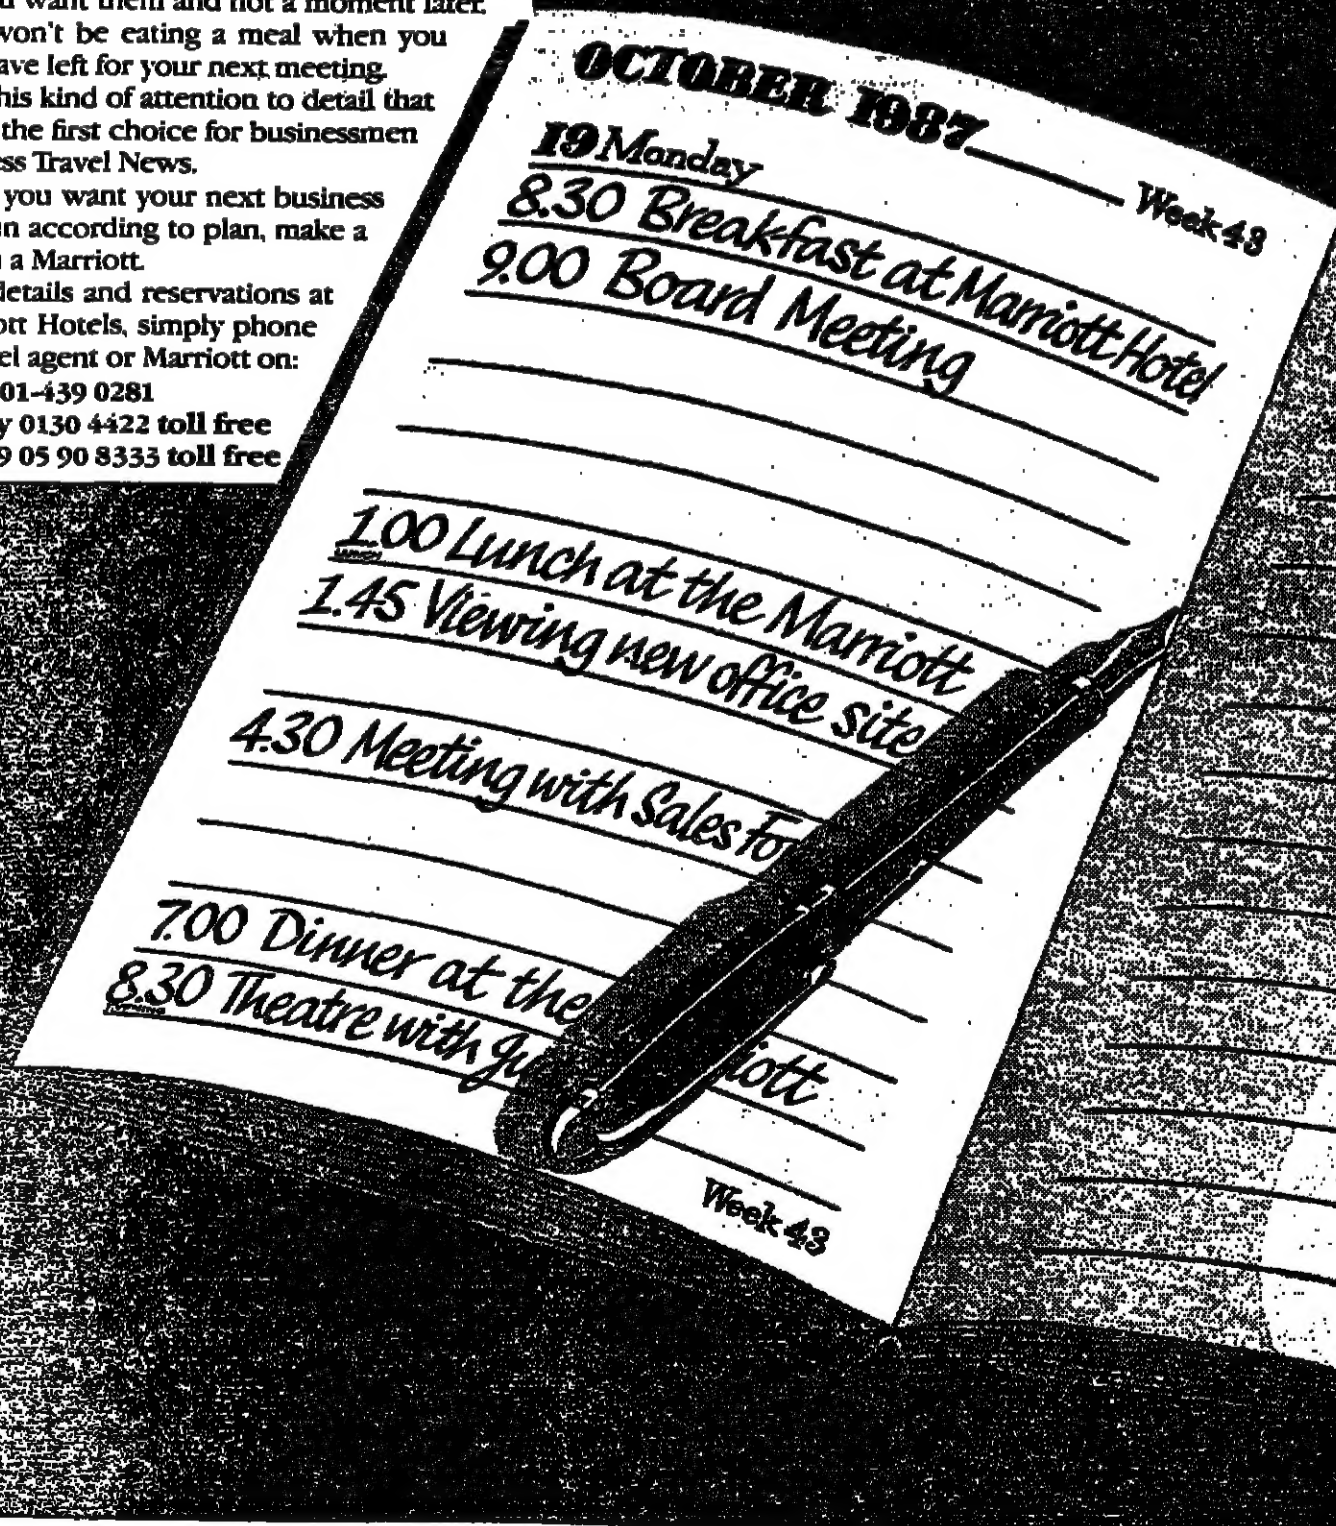 u want them and not a moment later.
won't be eating a meal when you
ave left for your next meeting.
his kind of attention to detail that
the first choice for businessmen
ess Travel News.
you want your next business
n according to plan, make a
a Marriott.
details and reservations at
ott Hotels, simply phone
el agent or Marriott on:
01-439 0281
y 0130 4422 toll free
9 05 90 8333 toll free
OCTOBER 1987
Week 43
19 Monday
8.30 Breakfast at Marriott Hotel
9.00 Board Meeting
1.00 Lunch at the Marriott
LUNCH
1.45 Viewing new office site
4.30 Meeting with Sales For
7.00 Dinner at the iott
8.30 Theatre with Ju
Week 43